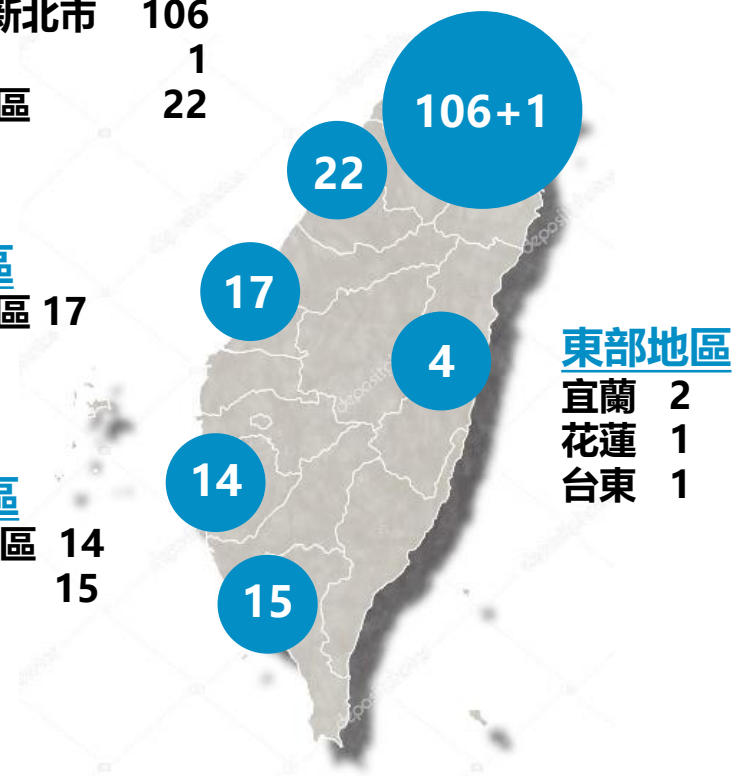 新北市 106
1
區 22
106+1
22
區
區 17
17
4
東部地區
宜蘭 2
花蓮 1
台東 1
14
區
區 14
15
15
depositphotos